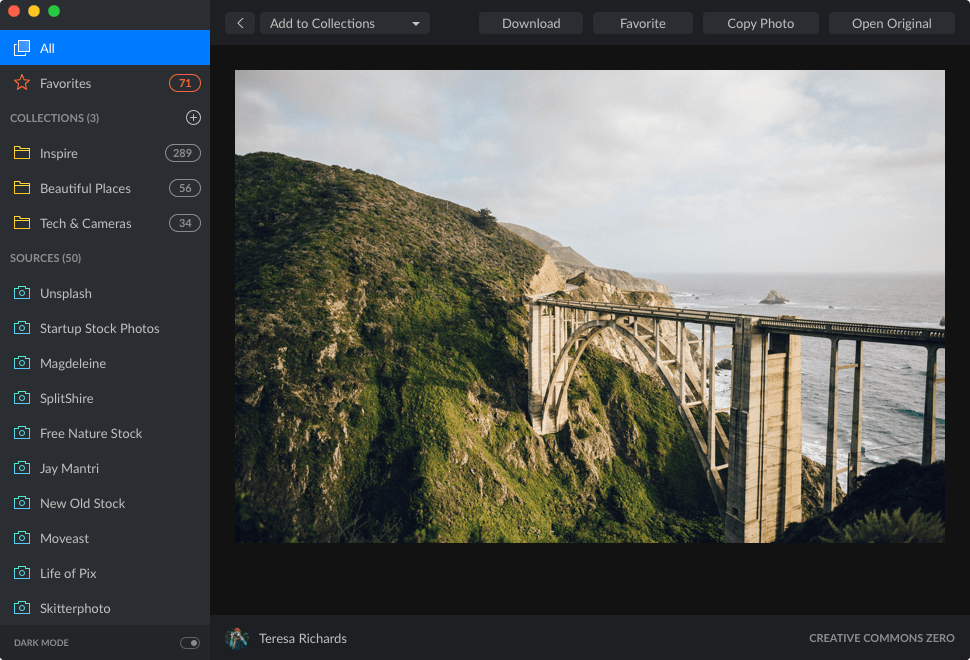 Add to Collections
Download
Favorite
Copy Photo
Open Original
All
Favorites 71
COLLECTIONS (3)
Inspire 289
Beautiful Places 56
Tech & Cameras 34
SOURCES (50)
Unsplash
Startup Stock Photos
Magdeleine
SplitShire
Free Nature Stock
Jay Mantri
New Old Stock
Moveast
Life of Pix
Skitterphoto
DARK MODE
Teresa Richards
CREATIVE COMMONS ZERO